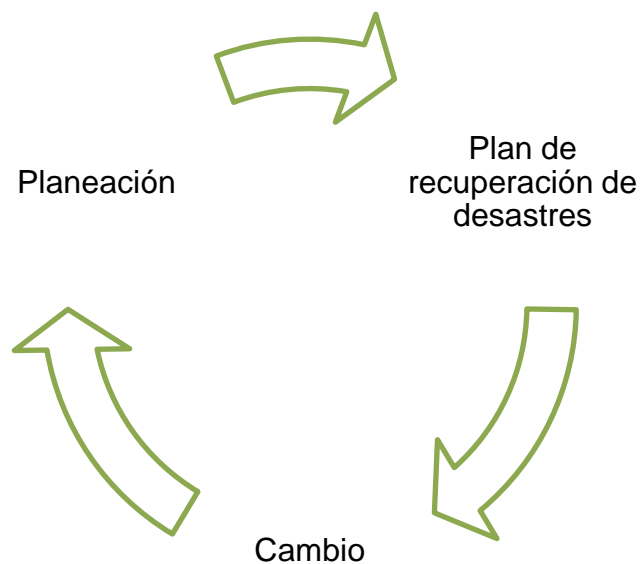 Planeación
Plan de
recuperación de
desastres
Cambio